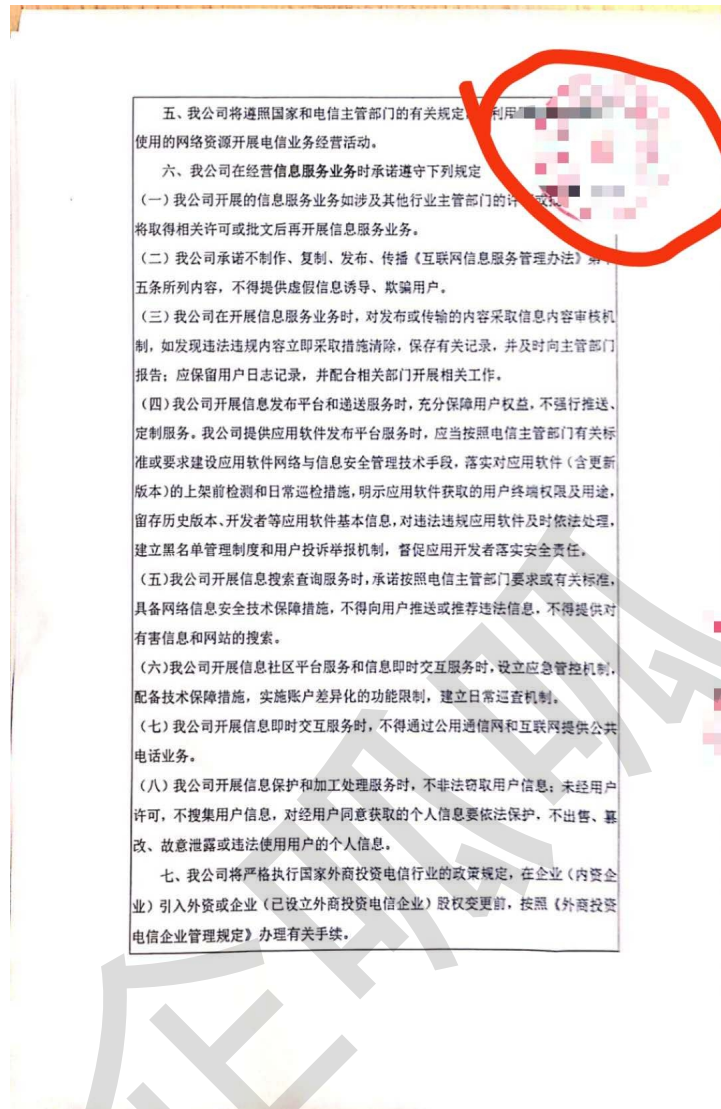 五、我公司将遵照国家和电信主管部门的有关规定 利用
使用的网络资源开展电信业务经营活动。
六、我公司在经营信息服务业务时承诺遵守下列规定
(一)我公司开展的信息服务业务如涉及其他行业主管部门的许 或批
将取得相关许可或批文后再开展信息服务业务。
(二)我公司承诺不制作、复制、发布、传播《互联网信息服务管理办法》第十
五条所列内容,不得提供虚假信息诱导、欺骗用户。
(三)我公司在开展信息服务业务时,对发布或传输的内容采取信息内容审核机
制,如发现违法违规内容立即采取措施清除,保存有关记录,并及时向主管部门
报告;应保留用户日志记录,并配合相关部门开展相关工作。
(四)我公司开展信息发布平台和递送服务时,充分保障用户权益,不强行推送、
定制服务。我公司提供应用软件发布平台服务时,应当按照电信主管部门有关标
准或要求建设应用软件网络与信息安全管理技术手段,落实对应用软件(含更新
版本)的上架前检测和日常巡检措施,明示应用软件获取的用户终端权限及用途,
留存历史版本、开发者等应用软件基本信息,对违法违规应用软件及时依法处理,
建立黑名单管理制度和用户投诉举报机制,督促应用开发者落实安全责任。
(五)我公司开展信息搜索查询服务时,承诺按照电信主管部门要求或有关标准,
具备网络信息安全技术保障措施,不得向用户推送或推荐违法信息,不得提供对
有害信息和网站的搜索。
(六)我公司开展信息社区平台服务和信息即时交互服务时,设立应急管控机制,
配备技术保障措施,实施账户差异化的功能限制,建立日常巡查机制。
(七)我公司开展信息即时交互服务时,不得通过公用通信网和互联网提供公共
电话业务。
(八)我公司开展信息保护和加工处理服务时,不非法窃取用户信息;未经用户
许可,不搜集用户信息,对经用户同意获取的个人信息要依法保护,不出售、篡
改、故意泄露或违法使用用户的个人信息。
七、我公司将严格执行国家外商投资电信行业的政策规定,在企业(内资企
业)引入外资或企业(已设立外商投资电信企业)股权变更前,按照《外商投资
电信企业管理规定》办理有关手续。
企呱呱